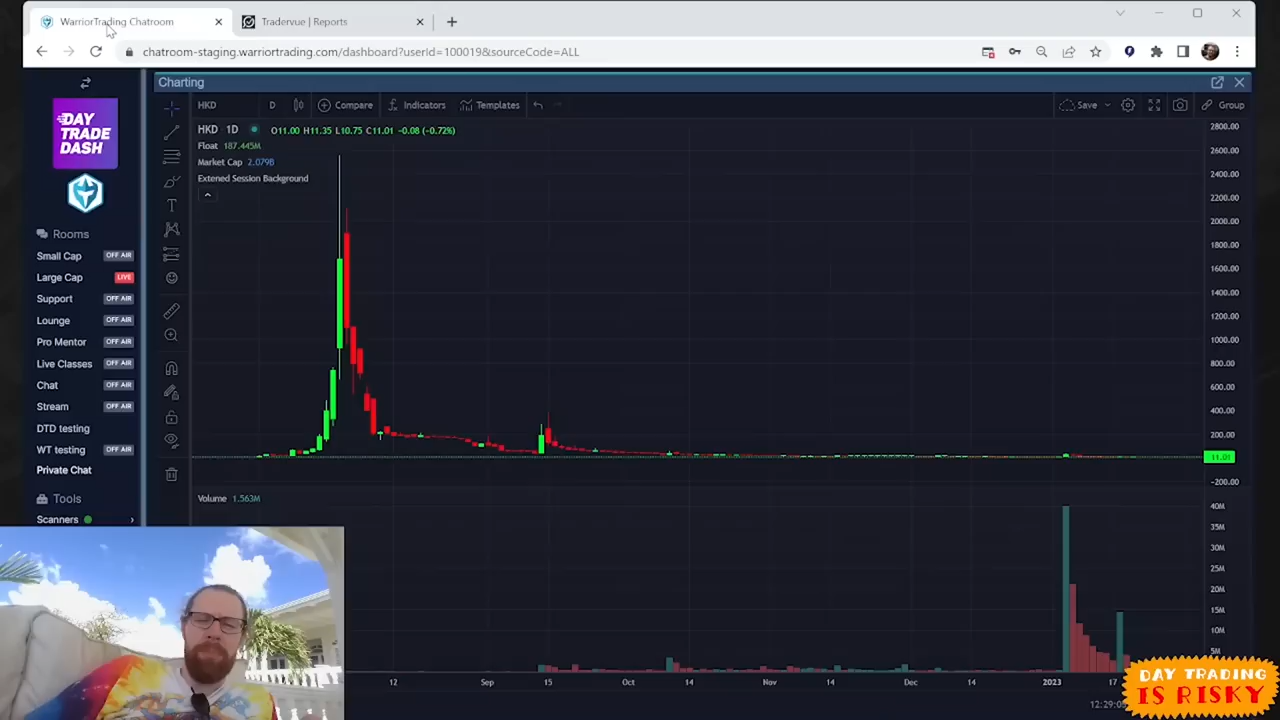 WarriorTrading Chatroom
Tradervue | Reports
chatroom-staging.warriortrading.com/dashboard?userId=100019&sourceCode=ALL
Charting
HKD D Compare Indicators Templates Save Group
HKD 1D O11.00 H11.35 L10.75 C11.01 -0.08 (-0.72%)
Float 187.445M
Market Cap 2.079B
Extened Session Background
DAY
TRADE
DASH
Rooms
Small Cap OFF AIR
Large Cap LIVE
Support OFF AIR
Lounge OFF AIR
Pro Mentor OFF AIR
Live Classes OFF AIR
Chat OFF AIR
Stream OFF AIR
DTD testing
WT testing OFF AIR
Private Chat
Tools
Scanners
2800.00
2600.00
2400.00
2200.00
2000.00
1800.00
1600.00
1400.00
1200.00
1000.00
800.00
600.00
400.00
200.00
11.01
-200.00
Volume 1.563M
40M
35M
30M
25M
20M
15M
10M
5M
12 Sep 15 Oct 14 Nov 14 Dec 14 2023 17
DAY TRADING
IS RISKY